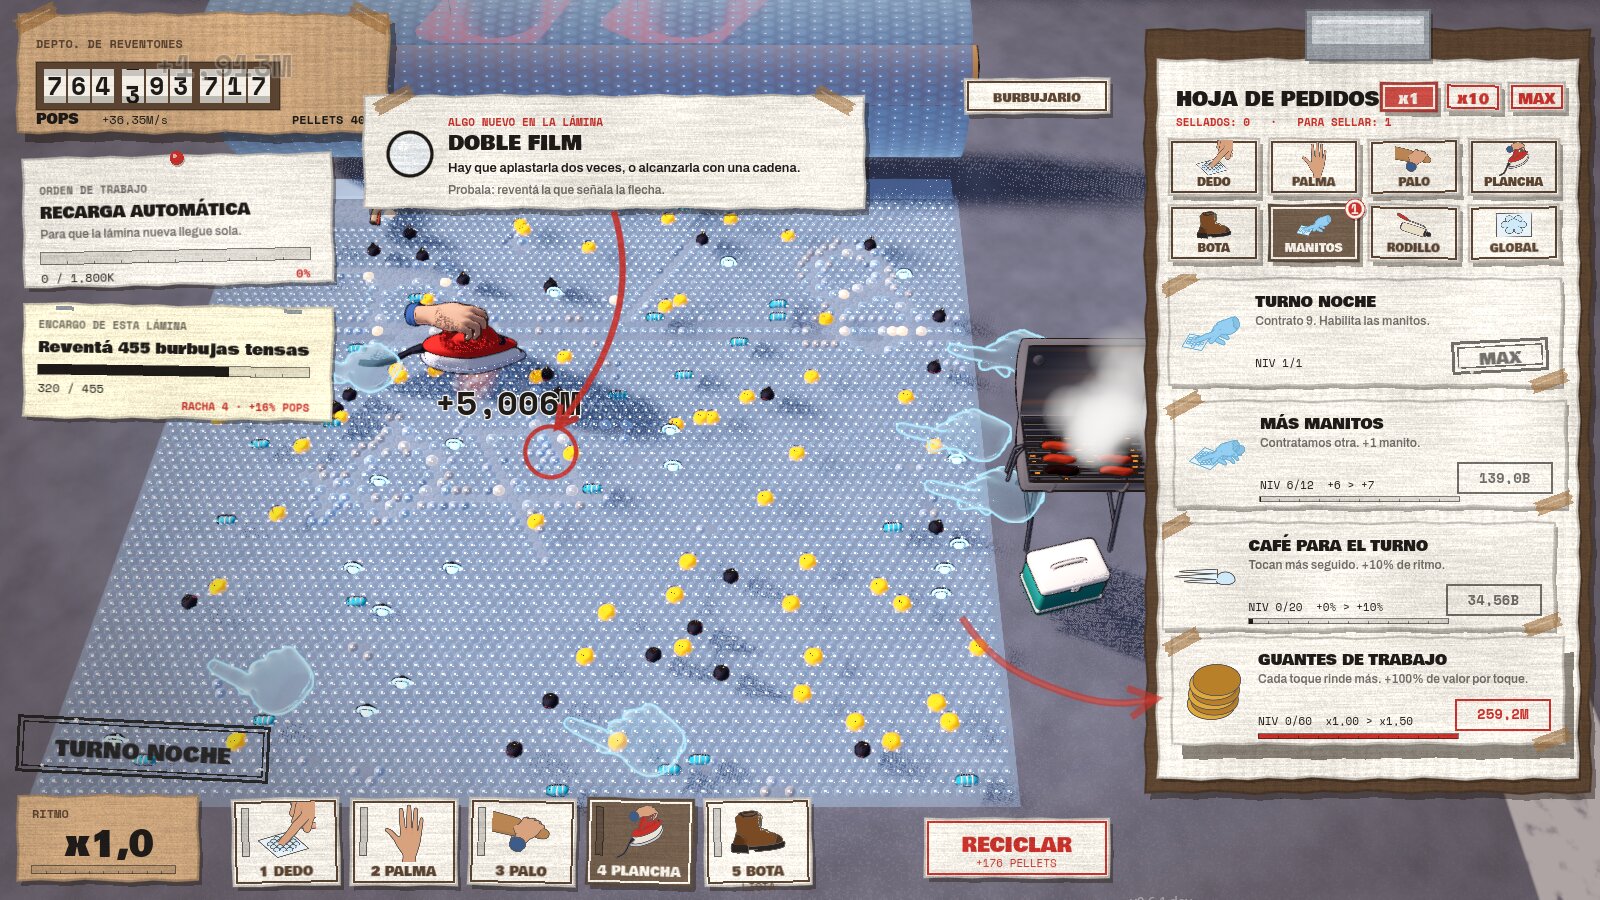 DEPTO. DE REVENTONES
+1,913M
764 393 717
POPS +36,35M/s PELLETS 40
ORDEN DE TRABAJO
RECARGA AUTOMÁTICA
Para que la lámina nueva llegue sola.
0 / 1.800K 0%
ENCARGO DE ESTA LÁMINA
Reventá 455 burbujas tensas
320 / 455
RACHA 4 · +16% POPS
ALGO NUEVO EN LA LÁMINA
DOBLE FILM
Hay que aplastarla dos veces, o alcanzarla con una cadena.
Probala: reventá la que señala la flecha.
BURBUJARIO
+5,006M
HOJA DE PEDIDOS x1 x10 MAX
SELLADOS: 0 · PARA SELLAR: 1
DEDO PALMA PALO PLANCHA
1
BOTA MANITOS RODILLO GLOBAL
TURNO NOCHE
Contrato 9. Habilita las manitos.
NIV 1/1 MAX
MÁS MANITOS
Contratamos otra. +1 manito.
NIV 6/12 +6 > +7 139,0B
CAFÉ PARA EL TURNO
Tocan más seguido. +10% de ritmo.
NIV 0/20 +0% > +10% 34,56B
GUANTES DE TRABAJO
Cada toque rinde más. +100% de valor por toque.
NIV 0/60 x1,00 > x1,50 259,2M
TURNO NOCHE
RITMO
x1,0
1 DEDO 2 PALMA 3 PALO 4 PLANCHA 5 BOTA
RECICLAR
+176 PELLETS